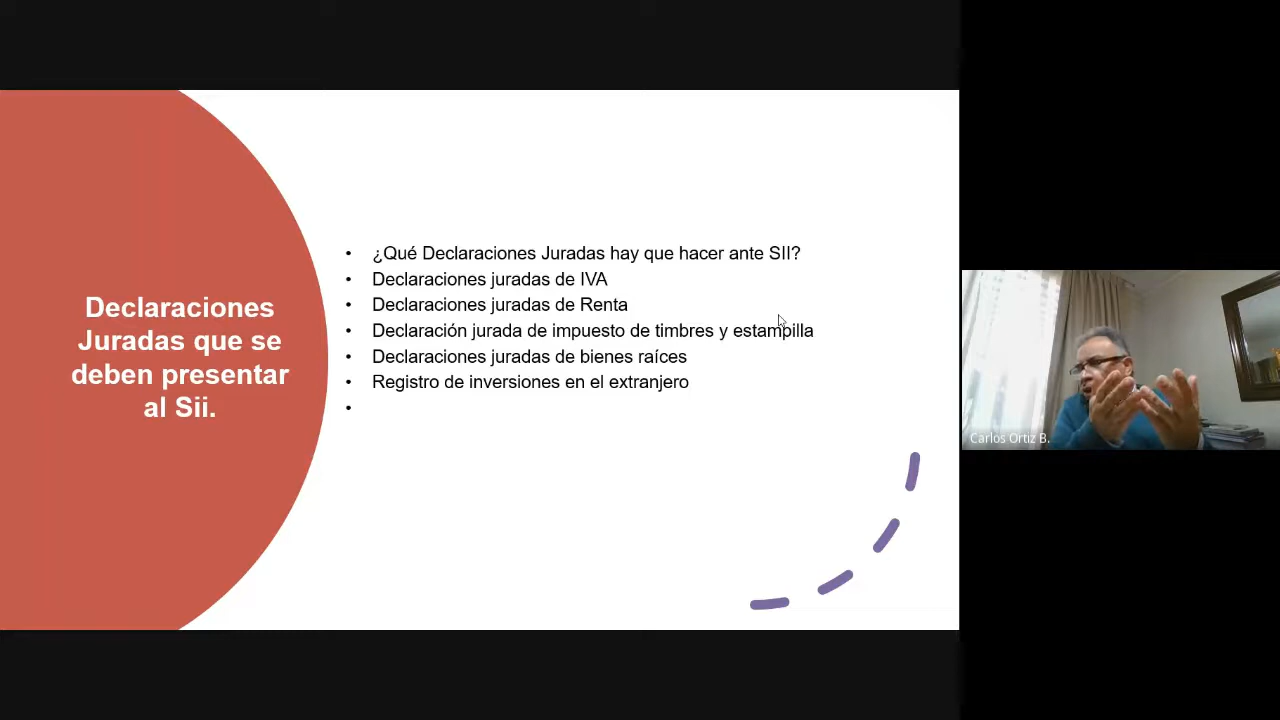 Declaraciones
Juradas que se
deben presentar
al Sii.
• ¿Qué Declaraciones Juradas hay que hacer ante SII?
• Declaraciones juradas de IVA
• Declaraciones juradas de Renta
• Declaración jurada de impuesto de timbres y estampilla
• Declaraciones juradas de bienes raíces
• Registro de inversiones en el extranjero
•
Carlos Ortiz B.